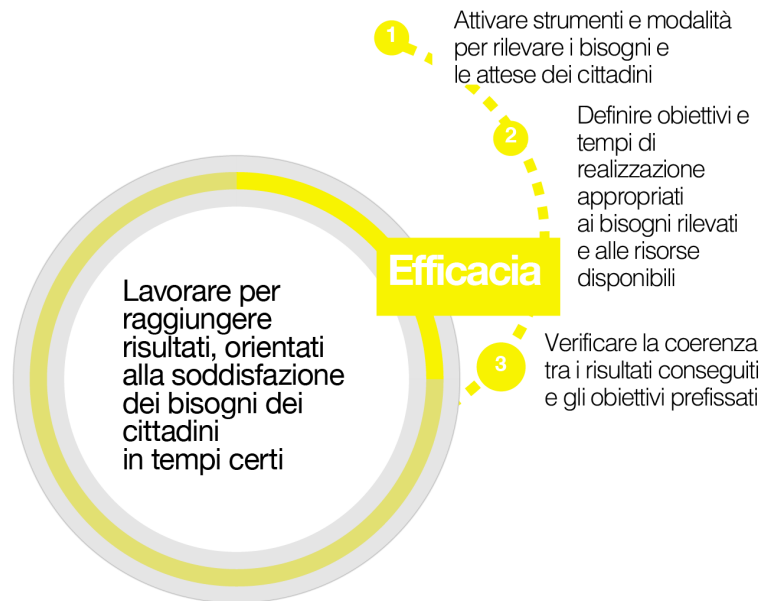 1
Attivare strumenti e modalità
per rilevare i bisogni e
le attese dei cittadini
2
Definire obiettivi e
tempi di
realizzazione
appropriati
ai bisogni rilevati
e alle risorse
disponibili
Efficacia
Lavorare per
raggiungere
risultati, orientati
alla soddisfazione
dei bisogni dei
cittadini
in tempi certi
3
Verificare la coerenza
tra i risultati conseguiti
e gli obiettivi prefissati